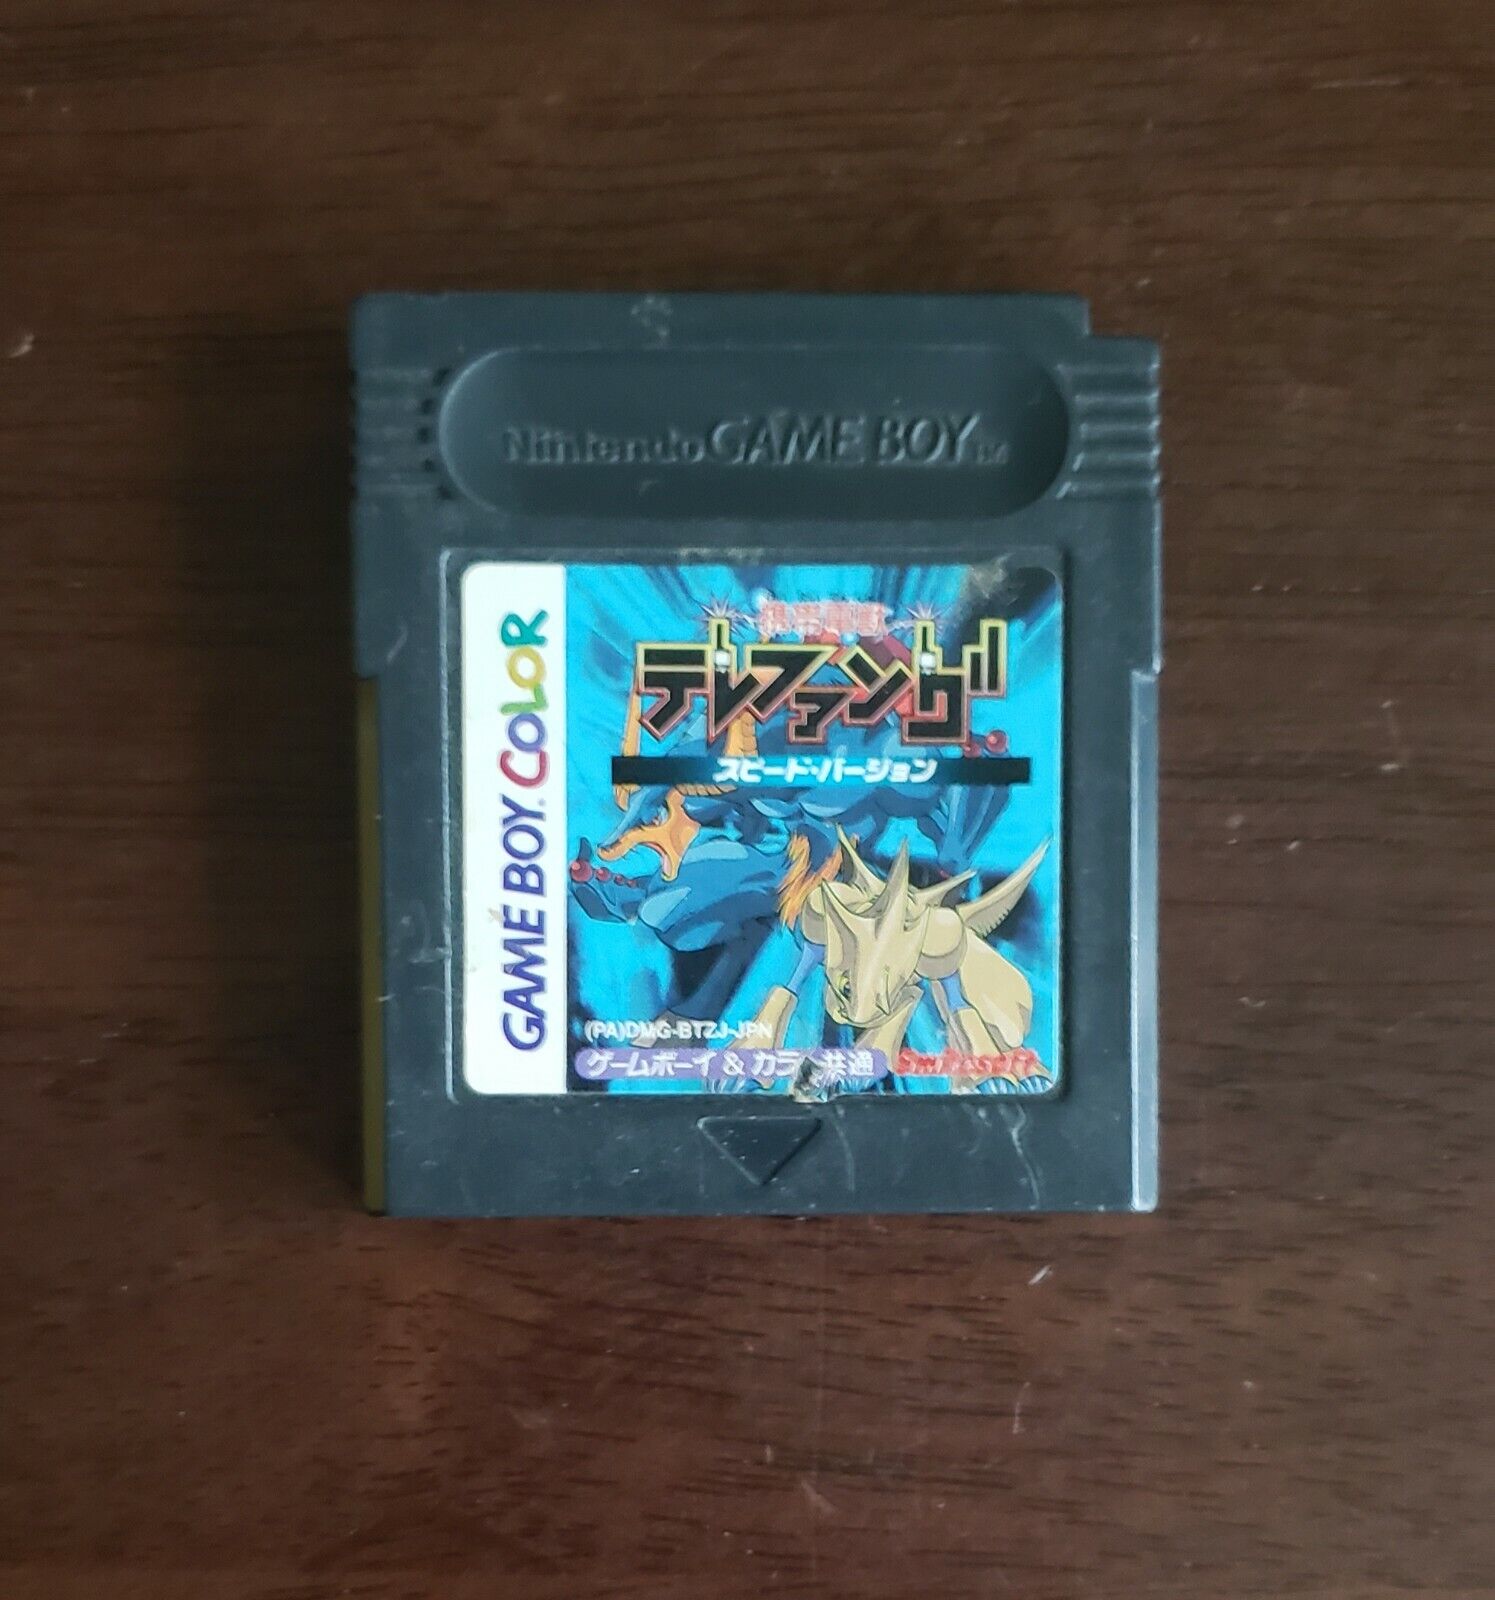 Nintendo GAME BOY™
GAME BOY COLOR
携帯電獣
テレファング
スピード・バージョン
(PA)DMG-BTZJ-JPN
ゲームボーイ & カラー共通